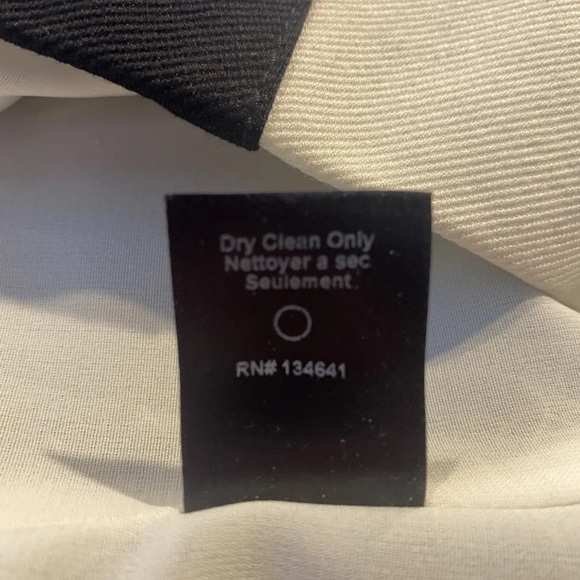 Dry Clean Only
Nettoyer a sec
Seulement
RN# 134641